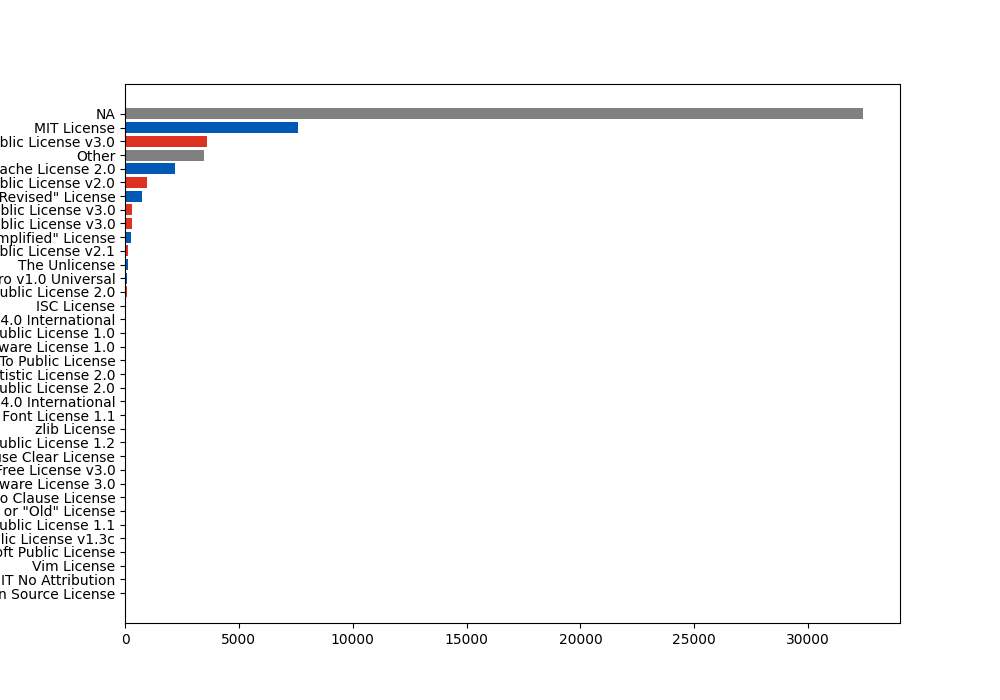 NA
MIT License
blic License v3.0
Other
ache License 2.0
blic License v2.0
Revised" License
blic License v3.0
blic License v3.0
mplified" License
blic License v2.1
The Unlicense
ro v1.0 Universal
ublic License 2.0
ISC License
4.0 International
ublic License 1.0
ware License 1.0
To Public License
tistic License 2.0
ublic License 2.0
4.0 International
Font License 1.1
zlib License
ublic License 1.2
use Clear License
Free License v3.0
ware License 3.0
o Clause License
or "Old" License
ublic License 1.1
lic License v1.3c
oft Public License
Vim License
IT No Attribution
n Source License
0 5000 10000 15000 20000 25000 30000